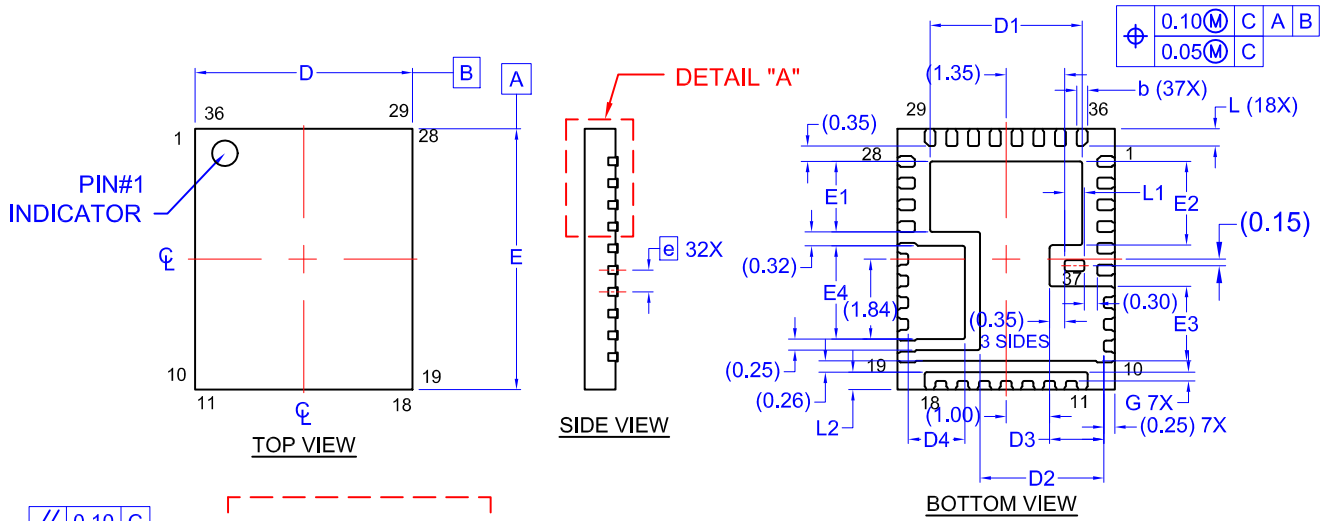 D
B
A
36
29
1
28
PIN#1
INDICATOR
E
10
19
11
18
TOP VIEW
DETAIL "A"
e 32X
SIDE VIEW
D1
0.10Ⓜ C A B
0.05Ⓜ C
(1.35)
b (37X)
29
36
L (18X)
(0.35)
28
1
E1
L1
E2
(0.15)
(0.32)
37
E4
(1.84)
(0.30)
(0.35)
3 SIDES
E3
(0.25)
19
10
(0.26)
18
11
G 7X
(1.00)
(0.25) 7X
L2
D4
D3
D2
BOTTOM VIEW
0.10 C